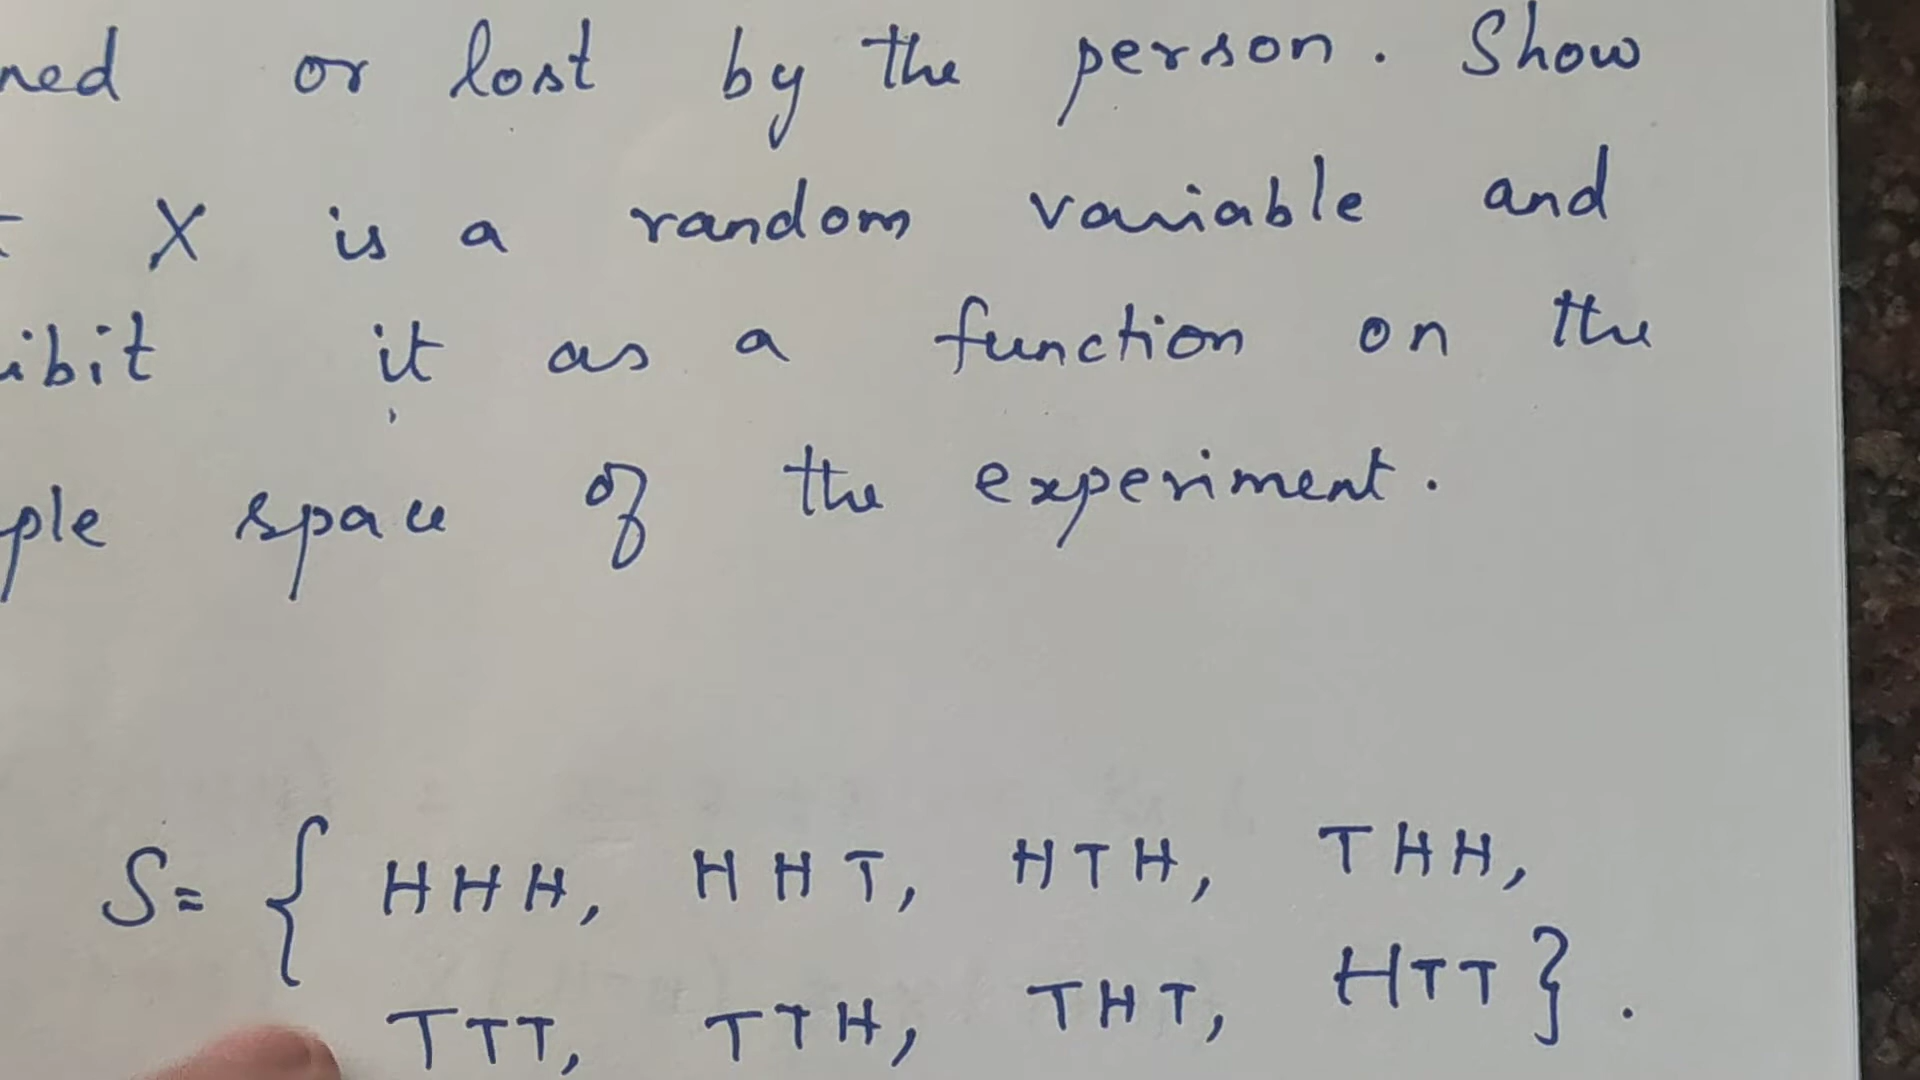 ned or lost by the person. Show
X is a random variable and
ibit it as a function on the
ple space of the experiment.
S= { HHH, HHT, HTH, THH,
TTT, TTH, THT, HTT } .